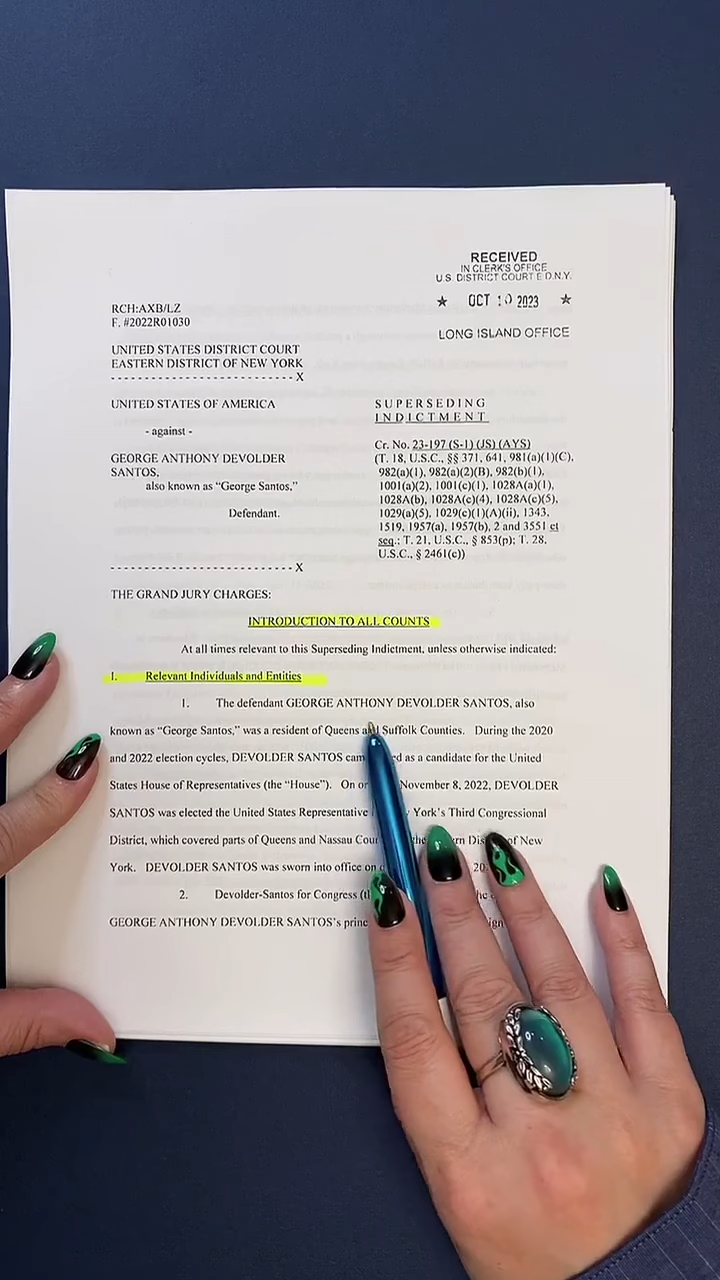 RECEIVED
IN CLERK'S OFFICE
U.S. DISTRICT COURT E.D.N.Y.
★ OCT 10 2023 ★
LONG ISLAND OFFICE
RCH:AXB/LZ
F. #2022R01030
UNITED STATES DISTRICT COURT
EASTERN DISTRICT OF NEW YORK
- - - - - - - - - - - - - - - - - - - - - - - - - - - - X
UNITED STATES OF AMERICA
- against -
GEORGE ANTHONY DEVOLDER
SANTOS,
also known as “George Santos,”
Defendant.
- - - - - - - - - - - - - - - - - - - - - - - - - - - - X
SUPERSEDING
INDICTMENT
Cr. No. 23-197 (S-1) (JS) (AYS)
(T. 18, U.S.C., §§ 371, 641, 981(a)(1)(C),
982(a)(1), 982(a)(2)(B), 982(b)(1),
1001(a)(2), 1001(c)(1), 1028A(a)(1),
1028A(b), 1028A(c)(4), 1028A(c)(5),
1029(a)(5), 1029(c)(1)(A)(ii), 1343,
1519, 1957(a), 1957(b), 2 and 3551 et
seq.; T. 21, U.S.C., § 853(p); T. 28,
U.S.C., § 2461(c))
THE GRAND JURY CHARGES:
INTRODUCTION TO ALL COUNTS
At all times relevant to this Superseding Indictment, unless otherwise indicated:
I. Relevant Individuals and Entities
1. The defendant GEORGE ANTHONY DEVOLDER SANTOS, also
known as “George Santos,” was a resident of Queens and Suffolk Counties. During the 2020
and 2022 election cycles, DEVOLDER SANTOS as a candidate for the United
States House of Representatives (the “House”). On November 8, 2022, DEVOLDER
SANTOS was elected the United States Representative York’s Third Congressional
District, which covered parts of Queens and Nassau of New
York. DEVOLDER SANTOS was sworn into office on
2. Devolder-Santos for Congress
GEORGE ANTHONY DEVOLDER SANTOS’s